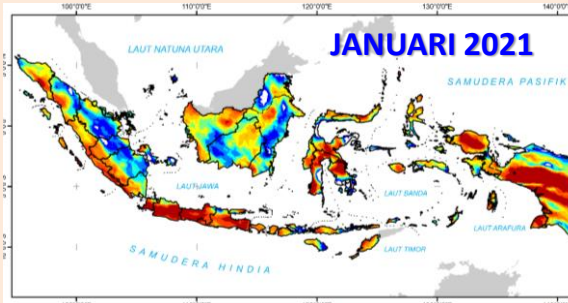 100°0'0"E 110°0'0"E 120°0'0"E 130°0'0"E 140°0'
JANUARI 2021
LAUT NATUNA UTARA
SAMUDERA PASIFIK
LAUT JAWA
LAUT BANDA
LAUT ARAFURA
LAUT TIMOR
SAMUDERA HINDIA